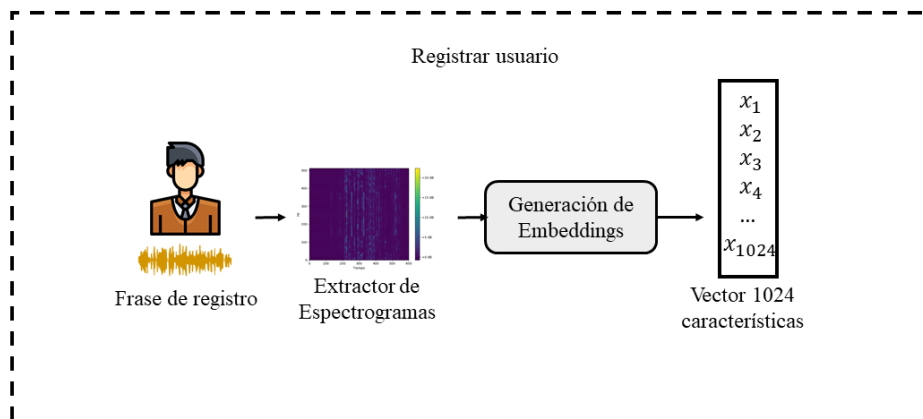 Registrar usuario
Frase de registro
Extractor de
Espectrogramas
Generación de
Embeddings
x₁
x₂
x₃
x₄
...
x₁₀₂₄
Vector 1024
características